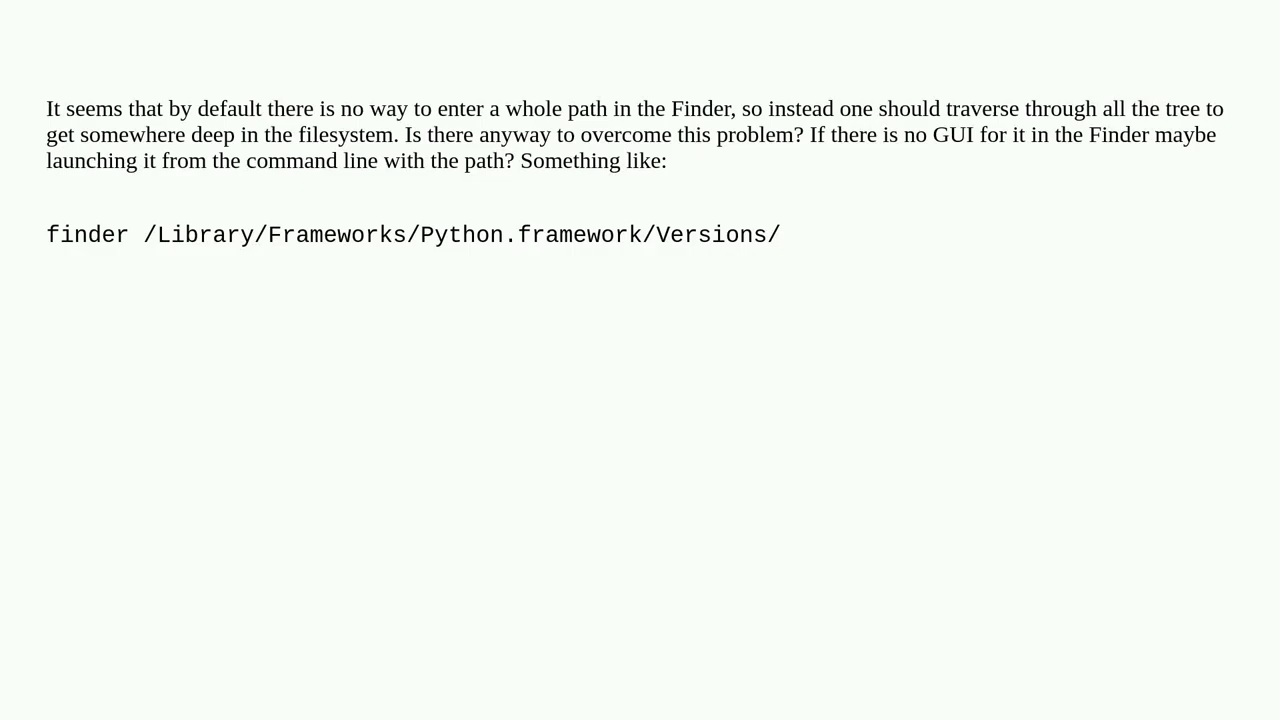 It seems that by default there is no way to enter a whole path in the Finder, so instead one should traverse through all the tree to
get somewhere deep in the filesystem. Is there anyway to overcome this problem? If there is no GUI for it in the Finder maybe
launching it from the command line with the path? Something like:
finder /Library/Frameworks/Python.framework/Versions/